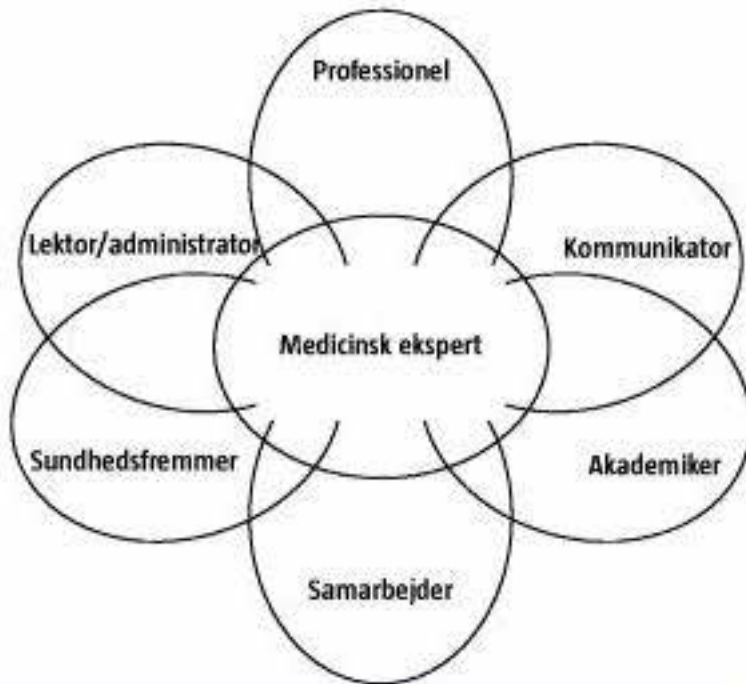 Professionel
Lektor/administrator
Kommunikator
Medicinsk ekspert
Sundhedsfremmer
Akademiker
Samarbejder